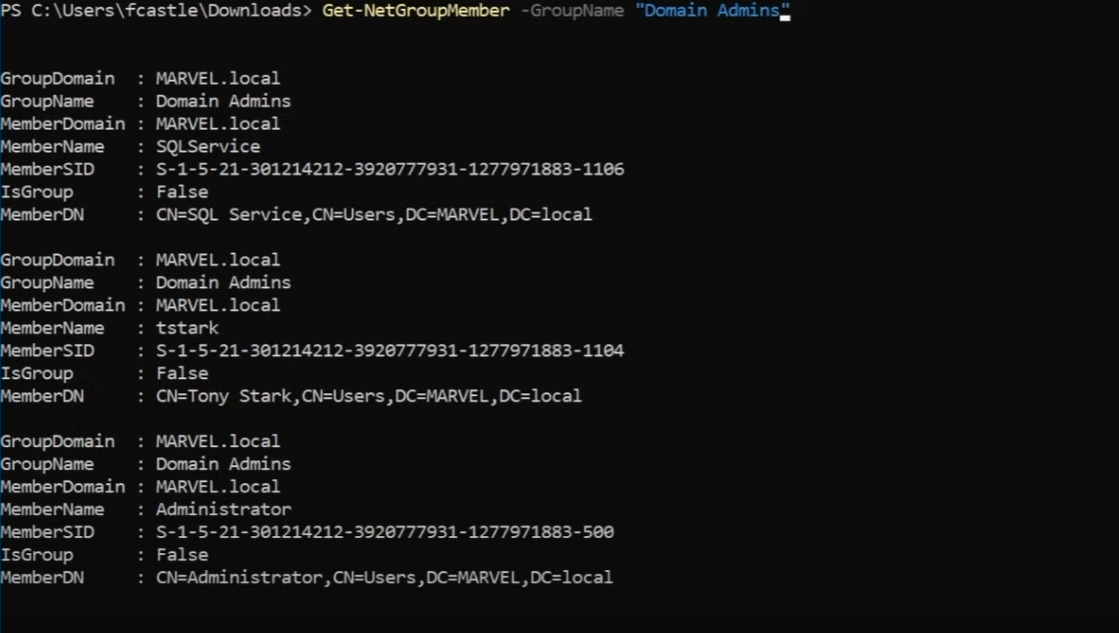 PS C:\Users\fcastle\Downloads> Get-NetGroupMember -GroupName "Domain Admins"
GroupDomain  : MARVEL.local
GroupName    : Domain Admins
MemberDomain : MARVEL.local
MemberName   : SQLService
MemberSID    : S-1-5-21-301214212-3920777931-1277971883-1106
IsGroup      : False
MemberDN     : CN=SQL Service,CN=Users,DC=MARVEL,DC=local
GroupDomain  : MARVEL.local
GroupName    : Domain Admins
MemberDomain : MARVEL.local
MemberName   : tstark
MemberSID    : S-1-5-21-301214212-3920777931-1277971883-1104
IsGroup      : False
MemberDN     : CN=Tony Stark,CN=Users,DC=MARVEL,DC=local
GroupDomain  : MARVEL.local
GroupName    : Domain Admins
MemberDomain : MARVEL.local
MemberName   : Administrator
MemberSID    : S-1-5-21-301214212-3920777931-1277971883-500
IsGroup      : False
MemberDN     : CN=Administrator,CN=Users,DC=MARVEL,DC=local